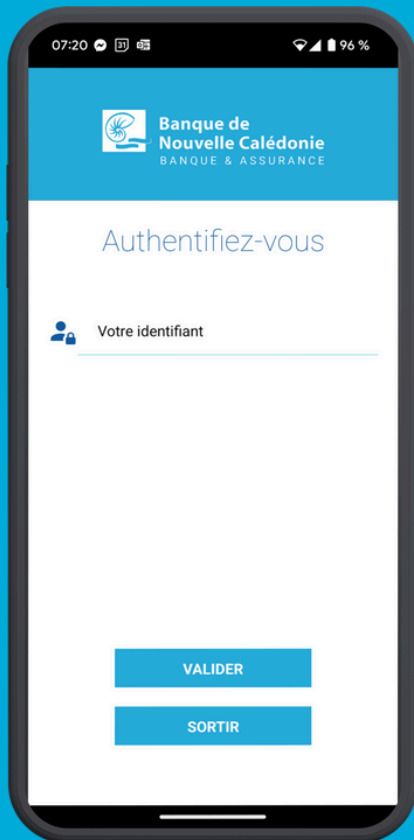 07:20 31 96 %
Banque de
Nouvelle Calédonie
BANQUE & ASSURANCE
Authentifiez-vous
Votre identifiant
VALIDER
SORTIR